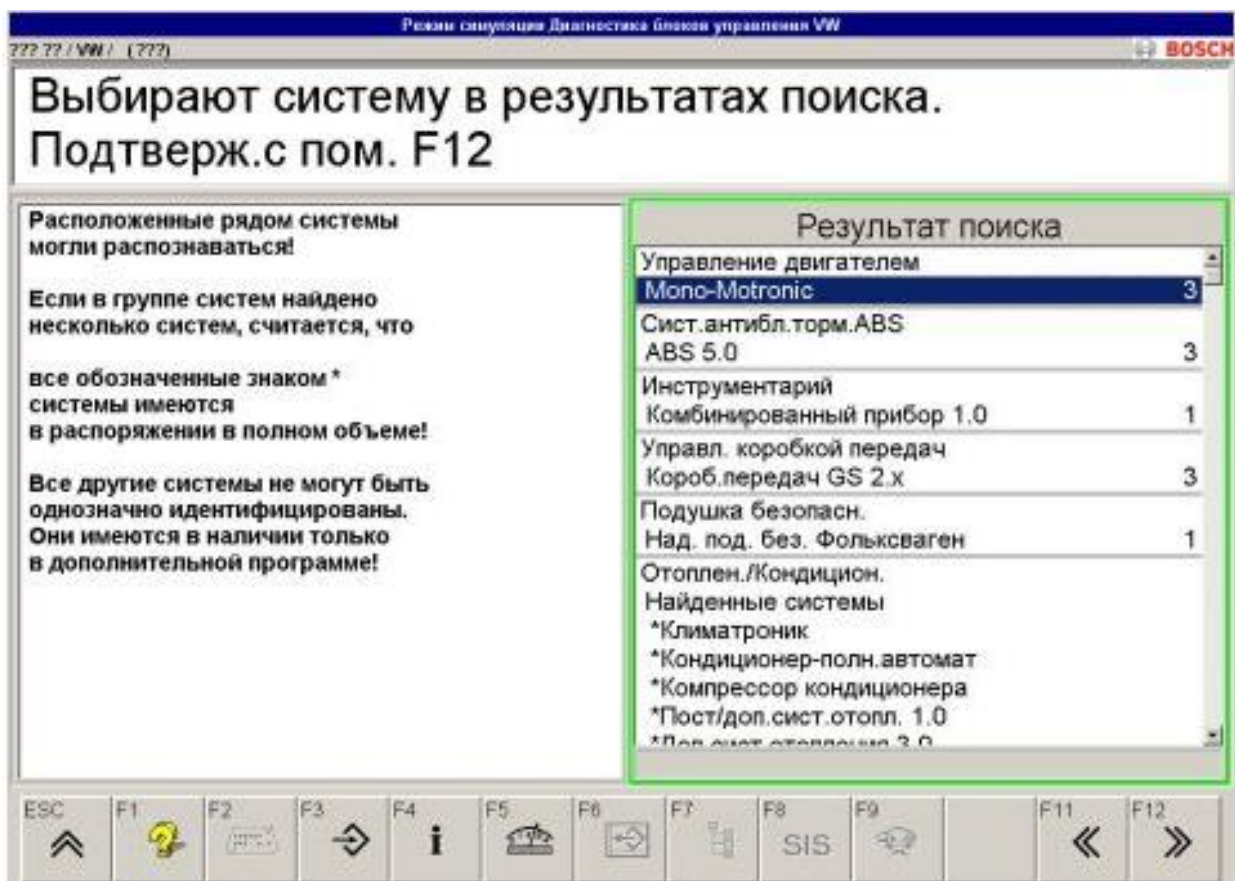 Режим симуляции Диагностика блоков управления VW
??? ?? / VW / (???)
BOSCH
Выбирают систему в результатах поиска.
Подтверж.с пом. F12
Расположенные рядом системы
могли распознаваться!
Если в группе систем найдено
несколько систем, считается, что
все обозначенные знаком *
системы имеются
в распоряжении в полном объеме!
Все другие системы не могут быть
однозначно идентифицированы.
Они имеются в наличии только
в дополнительной программе!
Результат поиска
Управление двигателем
Mono-Motronic 3
Сист.антибл.торм.ABS
ABS 5.0 3
Инструментарий
Комбинированный прибор 1.0 1
Управл. коробкой передач
Короб.передач GS 2.x 3
Подушка безопасн.
Над. под. без. Фольксваген 1
Отоплен./Кондицион.
Найденные системы
*Климатроник
*Кондиционер-полн.автомат
*Компрессор кондиционера
*Пост/доп.сист.отопл. 1.0
*Доп.сист.отопления 3.0
ESC F1 F2 F3 F4 F5 F6 F7 F8 F9 F11 F12
SIS